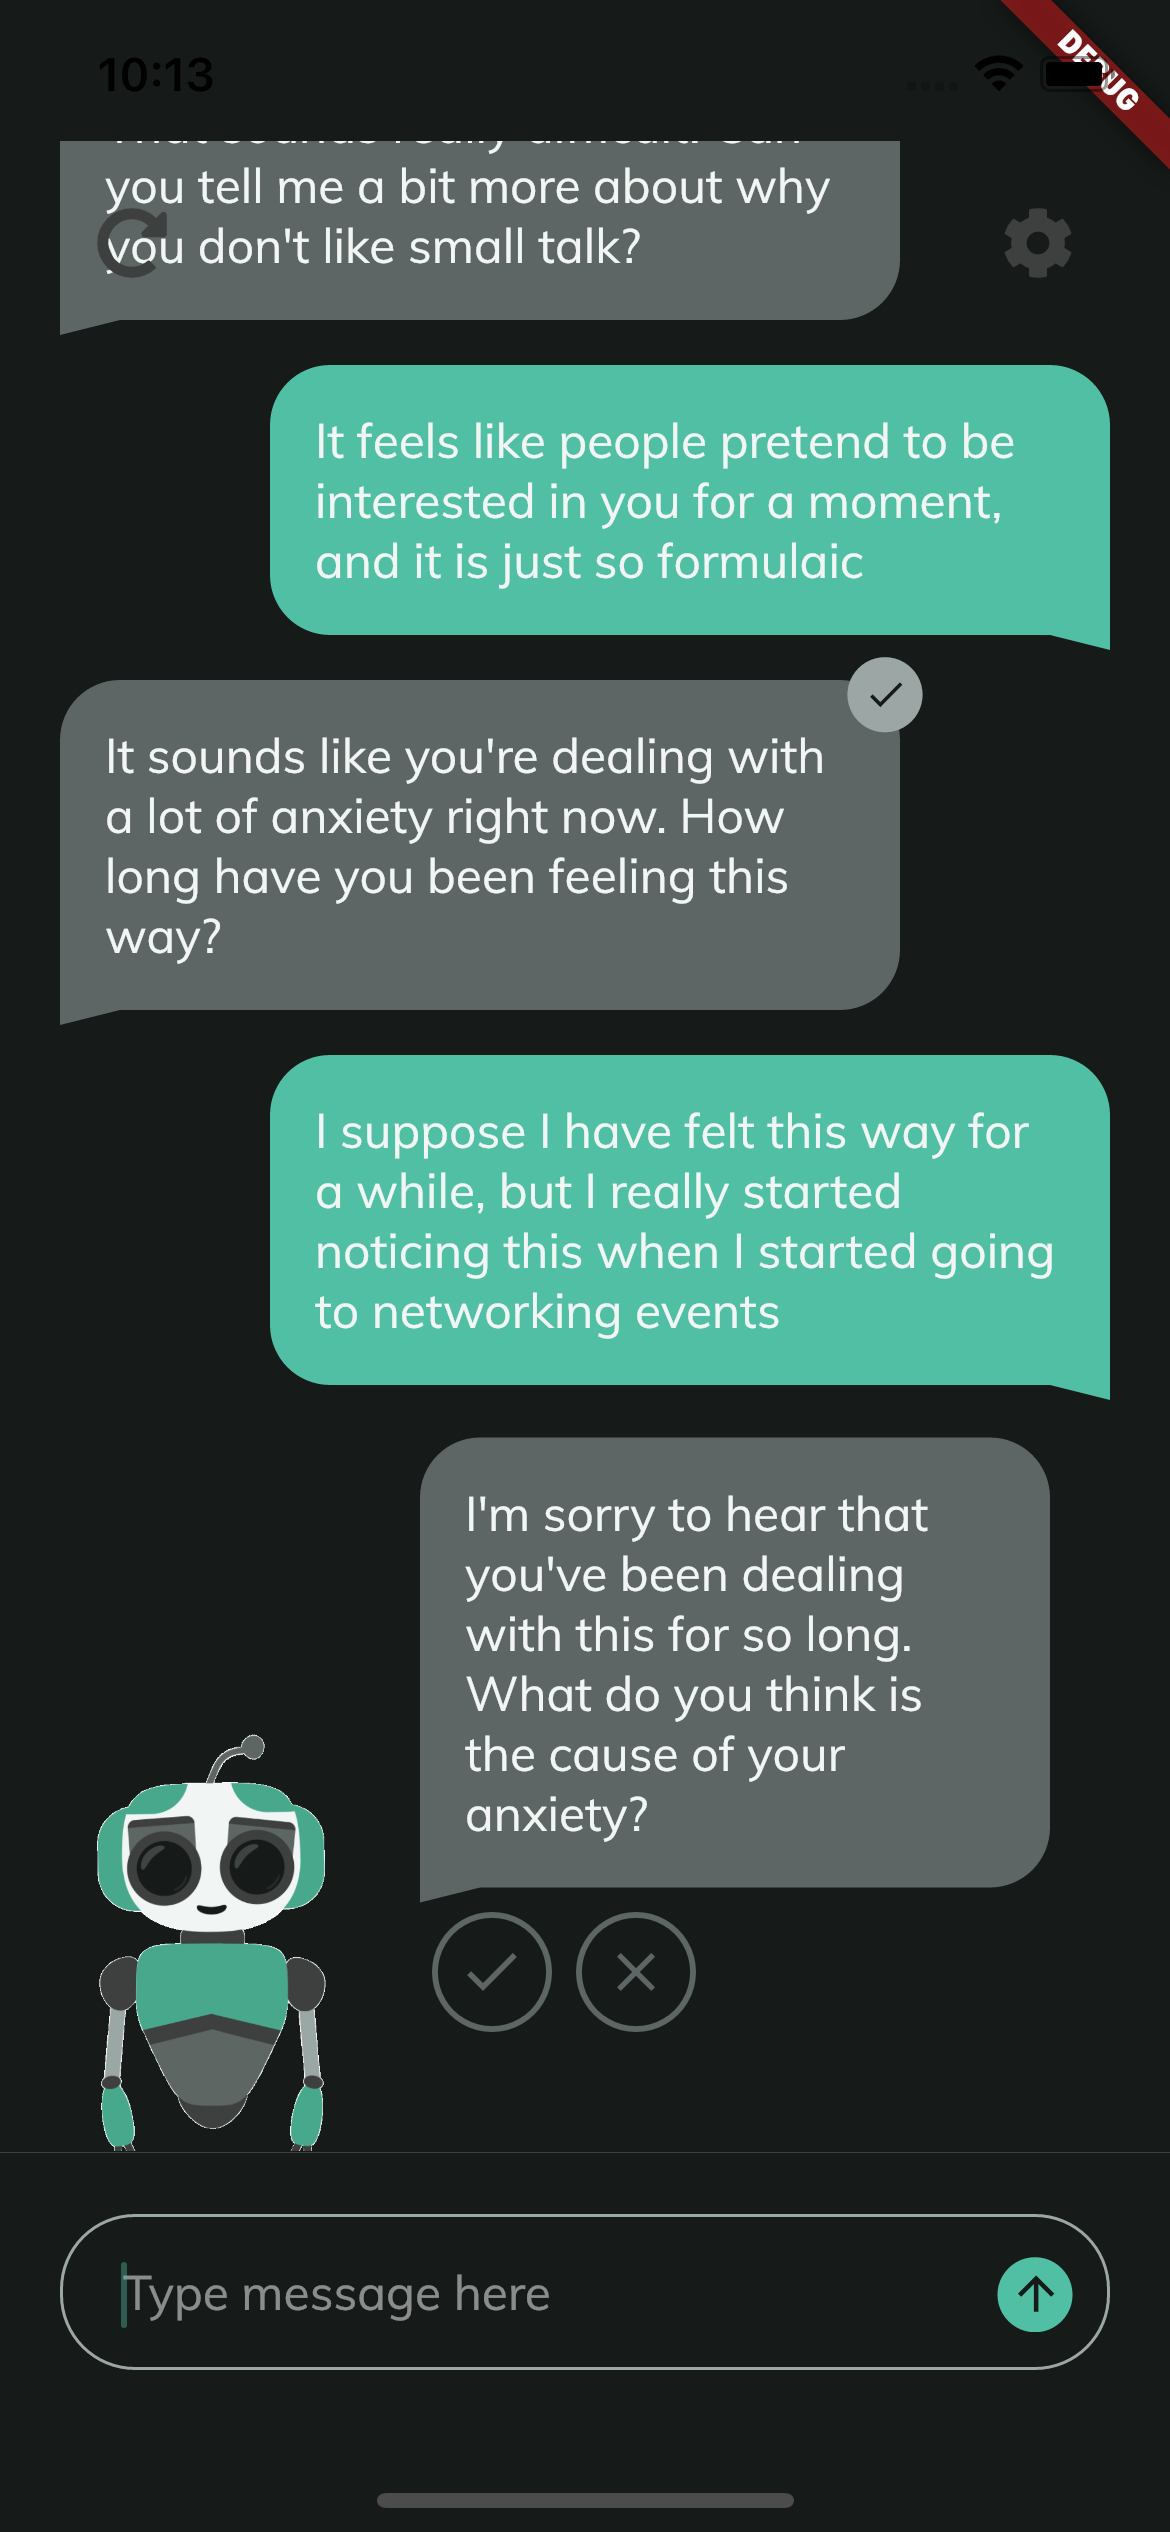 10:13
DEBUG
you tell me a bit more about why
you don't like small talk?
It feels like people pretend to be
interested in you for a moment,
and it is just so formulaic
It sounds like you're dealing with
a lot of anxiety right now. How
long have you been feeling this
way?
I suppose I have felt this way for
a while, but I really started
noticing this when I started going
to networking events
I'm sorry to hear that
you've been dealing
with this for so long.
What do you think is
the cause of your
anxiety?
Type message here